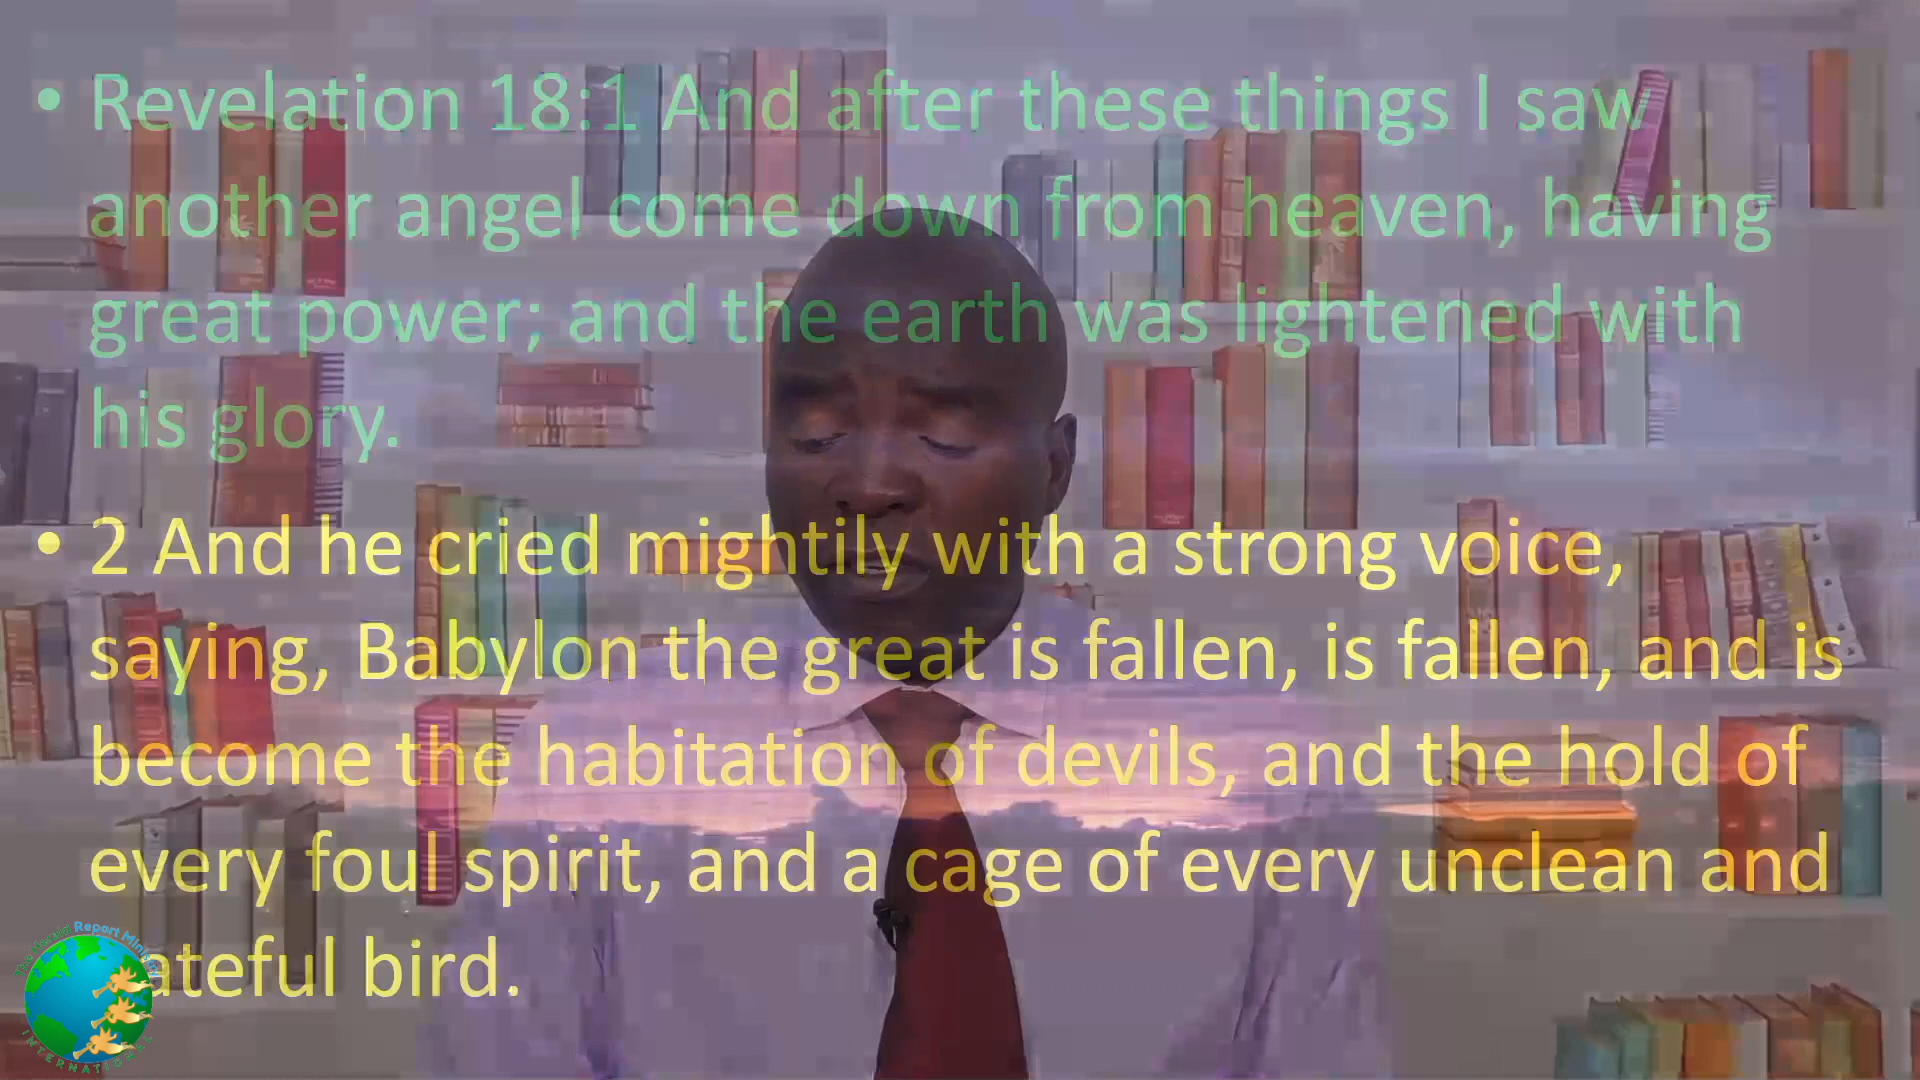 • Revelation 18:1 And after these things I saw
another angel come down from heaven, having
great power; and the earth was lightened with
his glory.
• 2 And he cried mightily with a strong voice,
saying, Babylon the great is fallen, is fallen, and is
become the habitation of devils, and the hold of
every foul spirit, and a cage of every unclean and
ateful bird.
Report
INTERNATIONAL